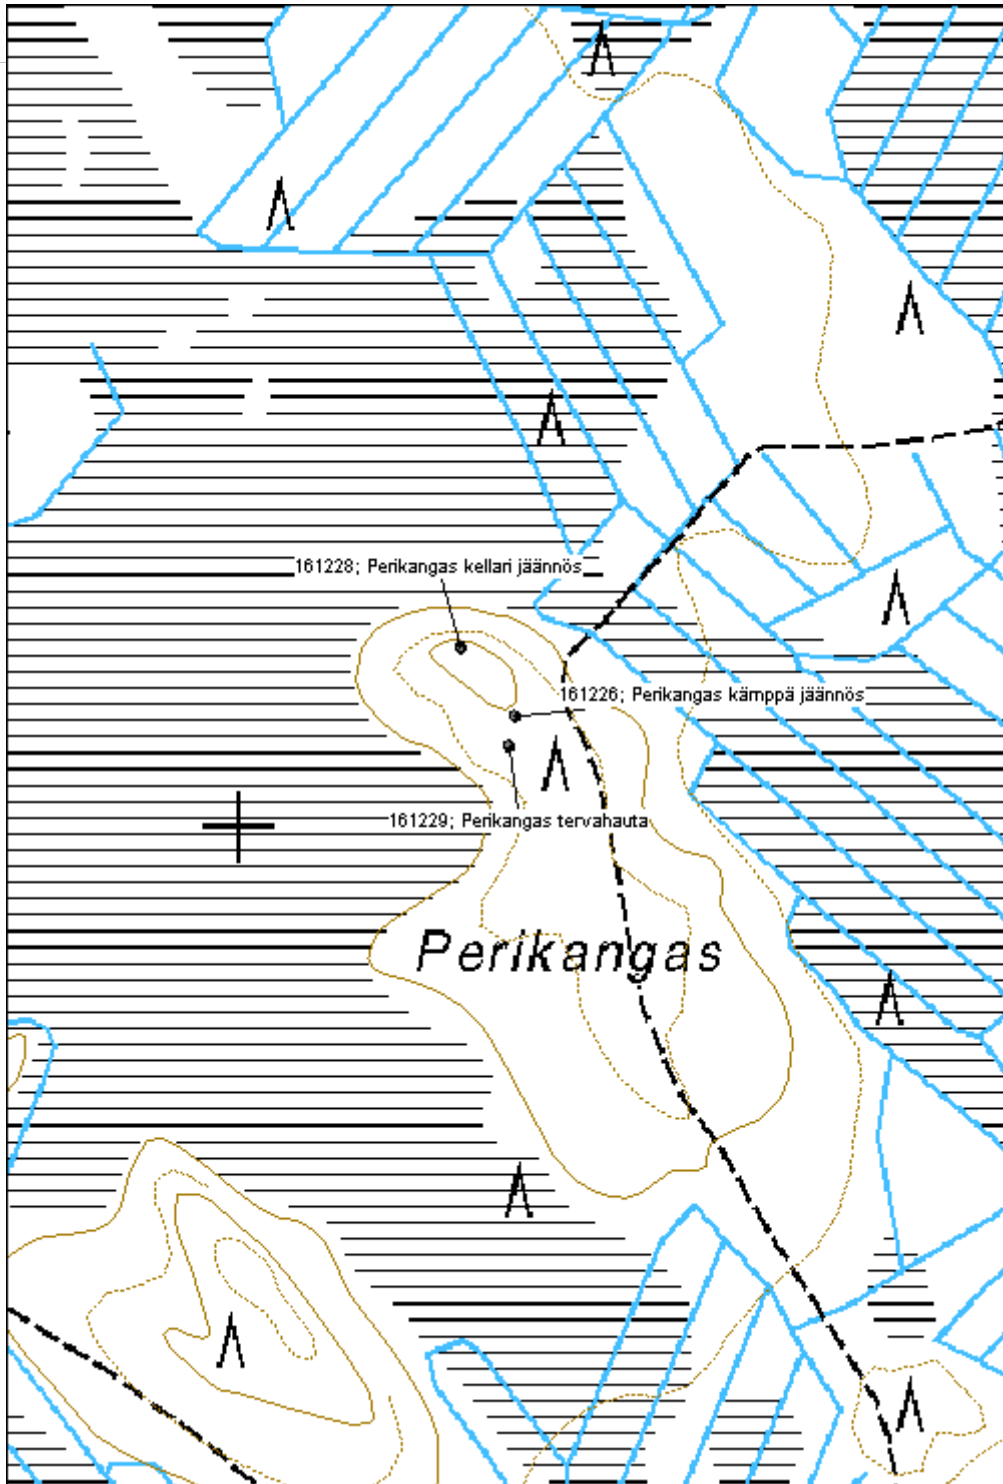 161228; Perikangas kellari jäännös
161226; Perikangas kämppä jäännös
161229; Perikangas tervahauta
Perikangas